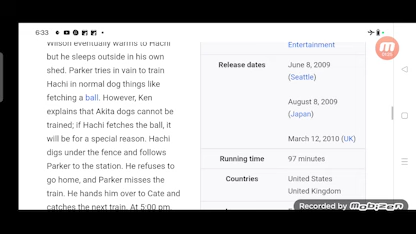 6:33
Wilson eventually warms to Hachi
but he sleeps outside in his own
shed. Parker tries in vain to train
Hachi in normal dog things like
fetching a ball. However, Ken
explains that Akita dogs cannot be
trained; if Hachi fetches the ball, it
will be for a special reason. Hachi
digs under the fence and follows
Parker to the station. He refuses to
go home, and Parker misses the
train. He hands him over to Cate and
catches the next train. At 5:00 pm,
Entertainment
Release dates June 8, 2009
(Seattle)
August 8, 2009
(Japan)
March 12, 2010 (UK)
Running time 97 minutes
Countries United States
United Kingdom
Recorded by Mobizen